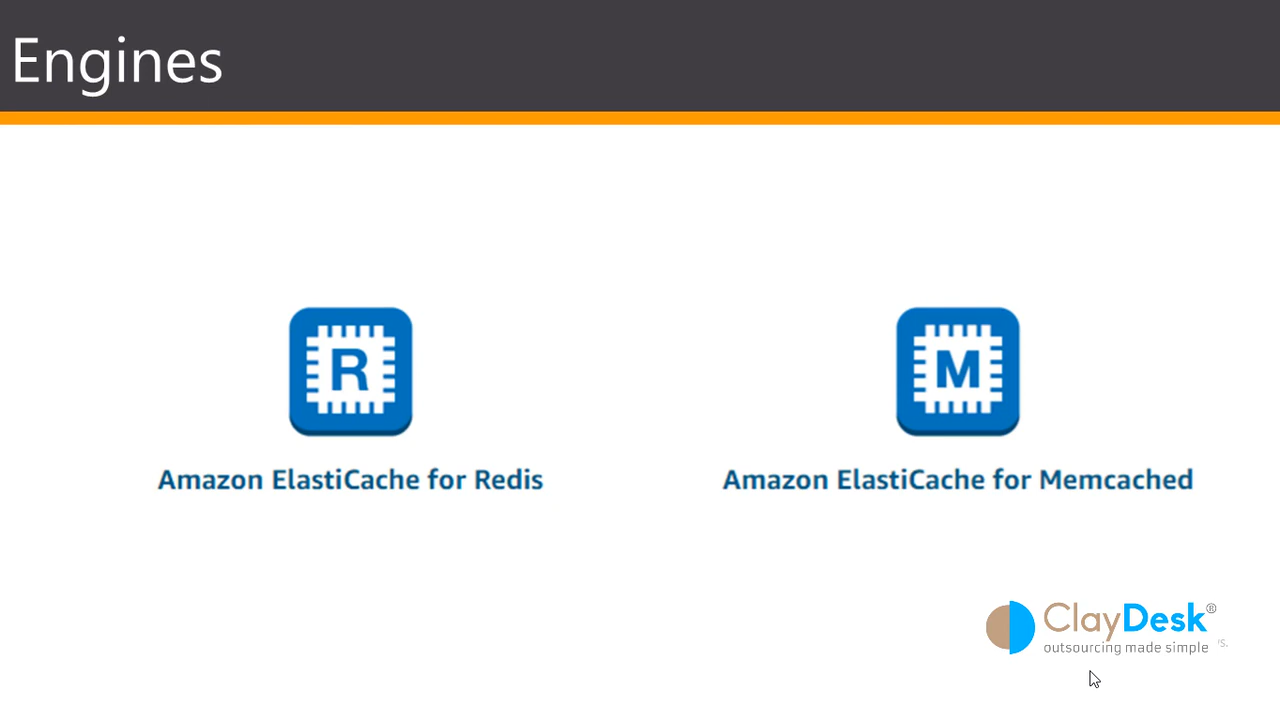 Engines
R
M
Amazon ElastiCache for Redis
Amazon ElastiCache for Memcached
ClayDesk®
outsourcing made simple